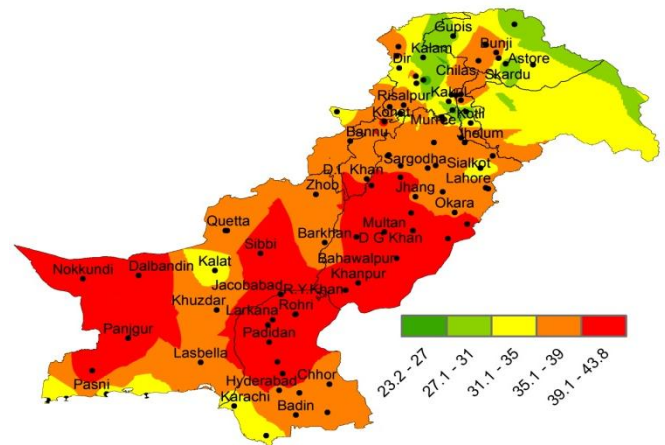 Gupis
Kalam
Bunji
Dir
Astore
Chilas
Skardu
Risalpur
Kohat
Murree
Kotli
Jhelum
Bannu
Sargodha
Sialkot
D.I. Khan
Lahore
Zhob
Jhang
Okara
Quetta
Multan
Barkhan
D G Khan
Sibbi
Kalat
Bahawalpur
Nokkundi
Dalbandin
Khanpur
Jacobabad
R.Y.Khan
Khuzdar
Larkana
Rohri
Panjgur
Padidan
Lasbella
Pasni
Hyderabad
Chhor
Karachi
Badin
23.2 - 27
27.1 - 31
31.1 - 35
35.1 - 39
39.1 - 43.8